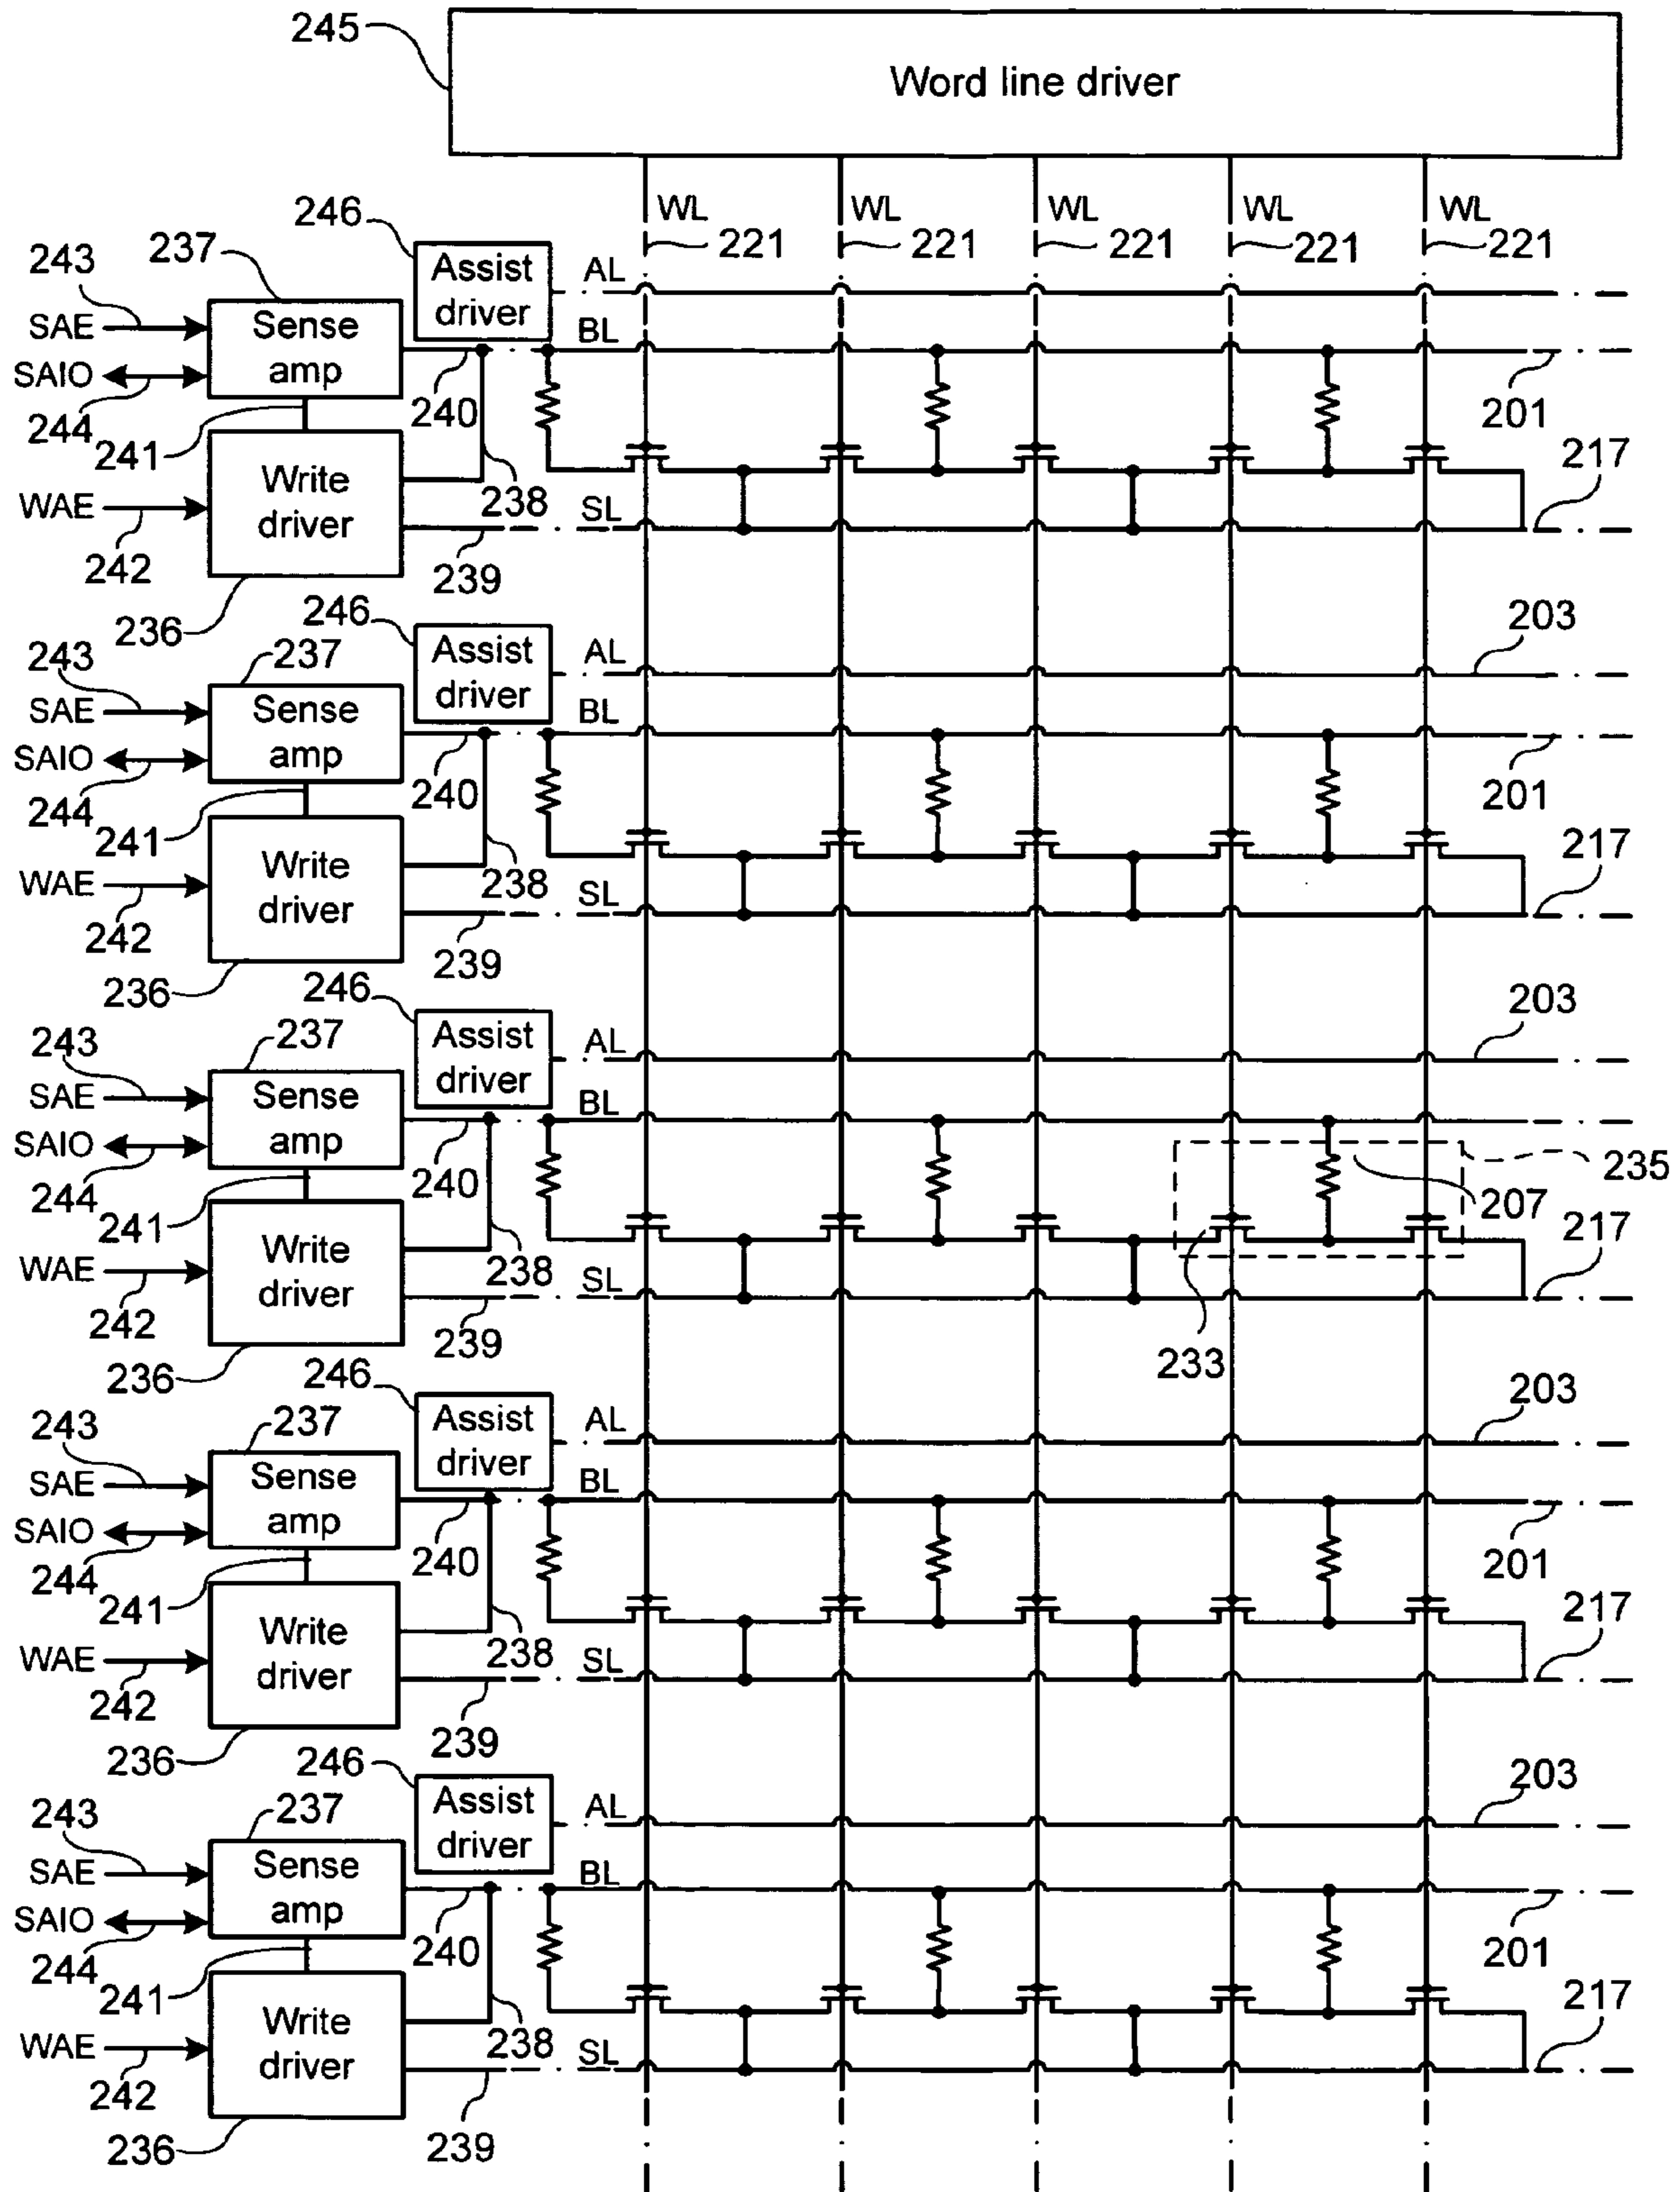 245
Word line driver
WL WL WL WL WL
221 221 221 221 221
246
Assist driver
AL
243
237
SAE
Sense amp
BL
SAIO
244
240
201
241
217
WAE
Write driver
238
SL
242
239
236
246
Assist driver
AL
203
243
237
SAE
Sense amp
BL
SAIO
244
240
201
241
217
WAE
Write driver
238
SL
242
239
236
246
Assist driver
AL
203
243
237
SAE
Sense amp
BL
SAIO
235
244
240
207
241
217
WAE
Write driver
238
SL
242
239
233
236
246
Assist driver
AL
203
243
237
SAE
Sense amp
BL
SAIO
244
240
201
241
217
WAE
Write driver
238
SL
242
239
236
246
Assist driver
AL
203
243
237
SAE
Sense amp
BL
SAIO
244
240
201
241
217
WAE
Write driver
238
SL
242
239
236